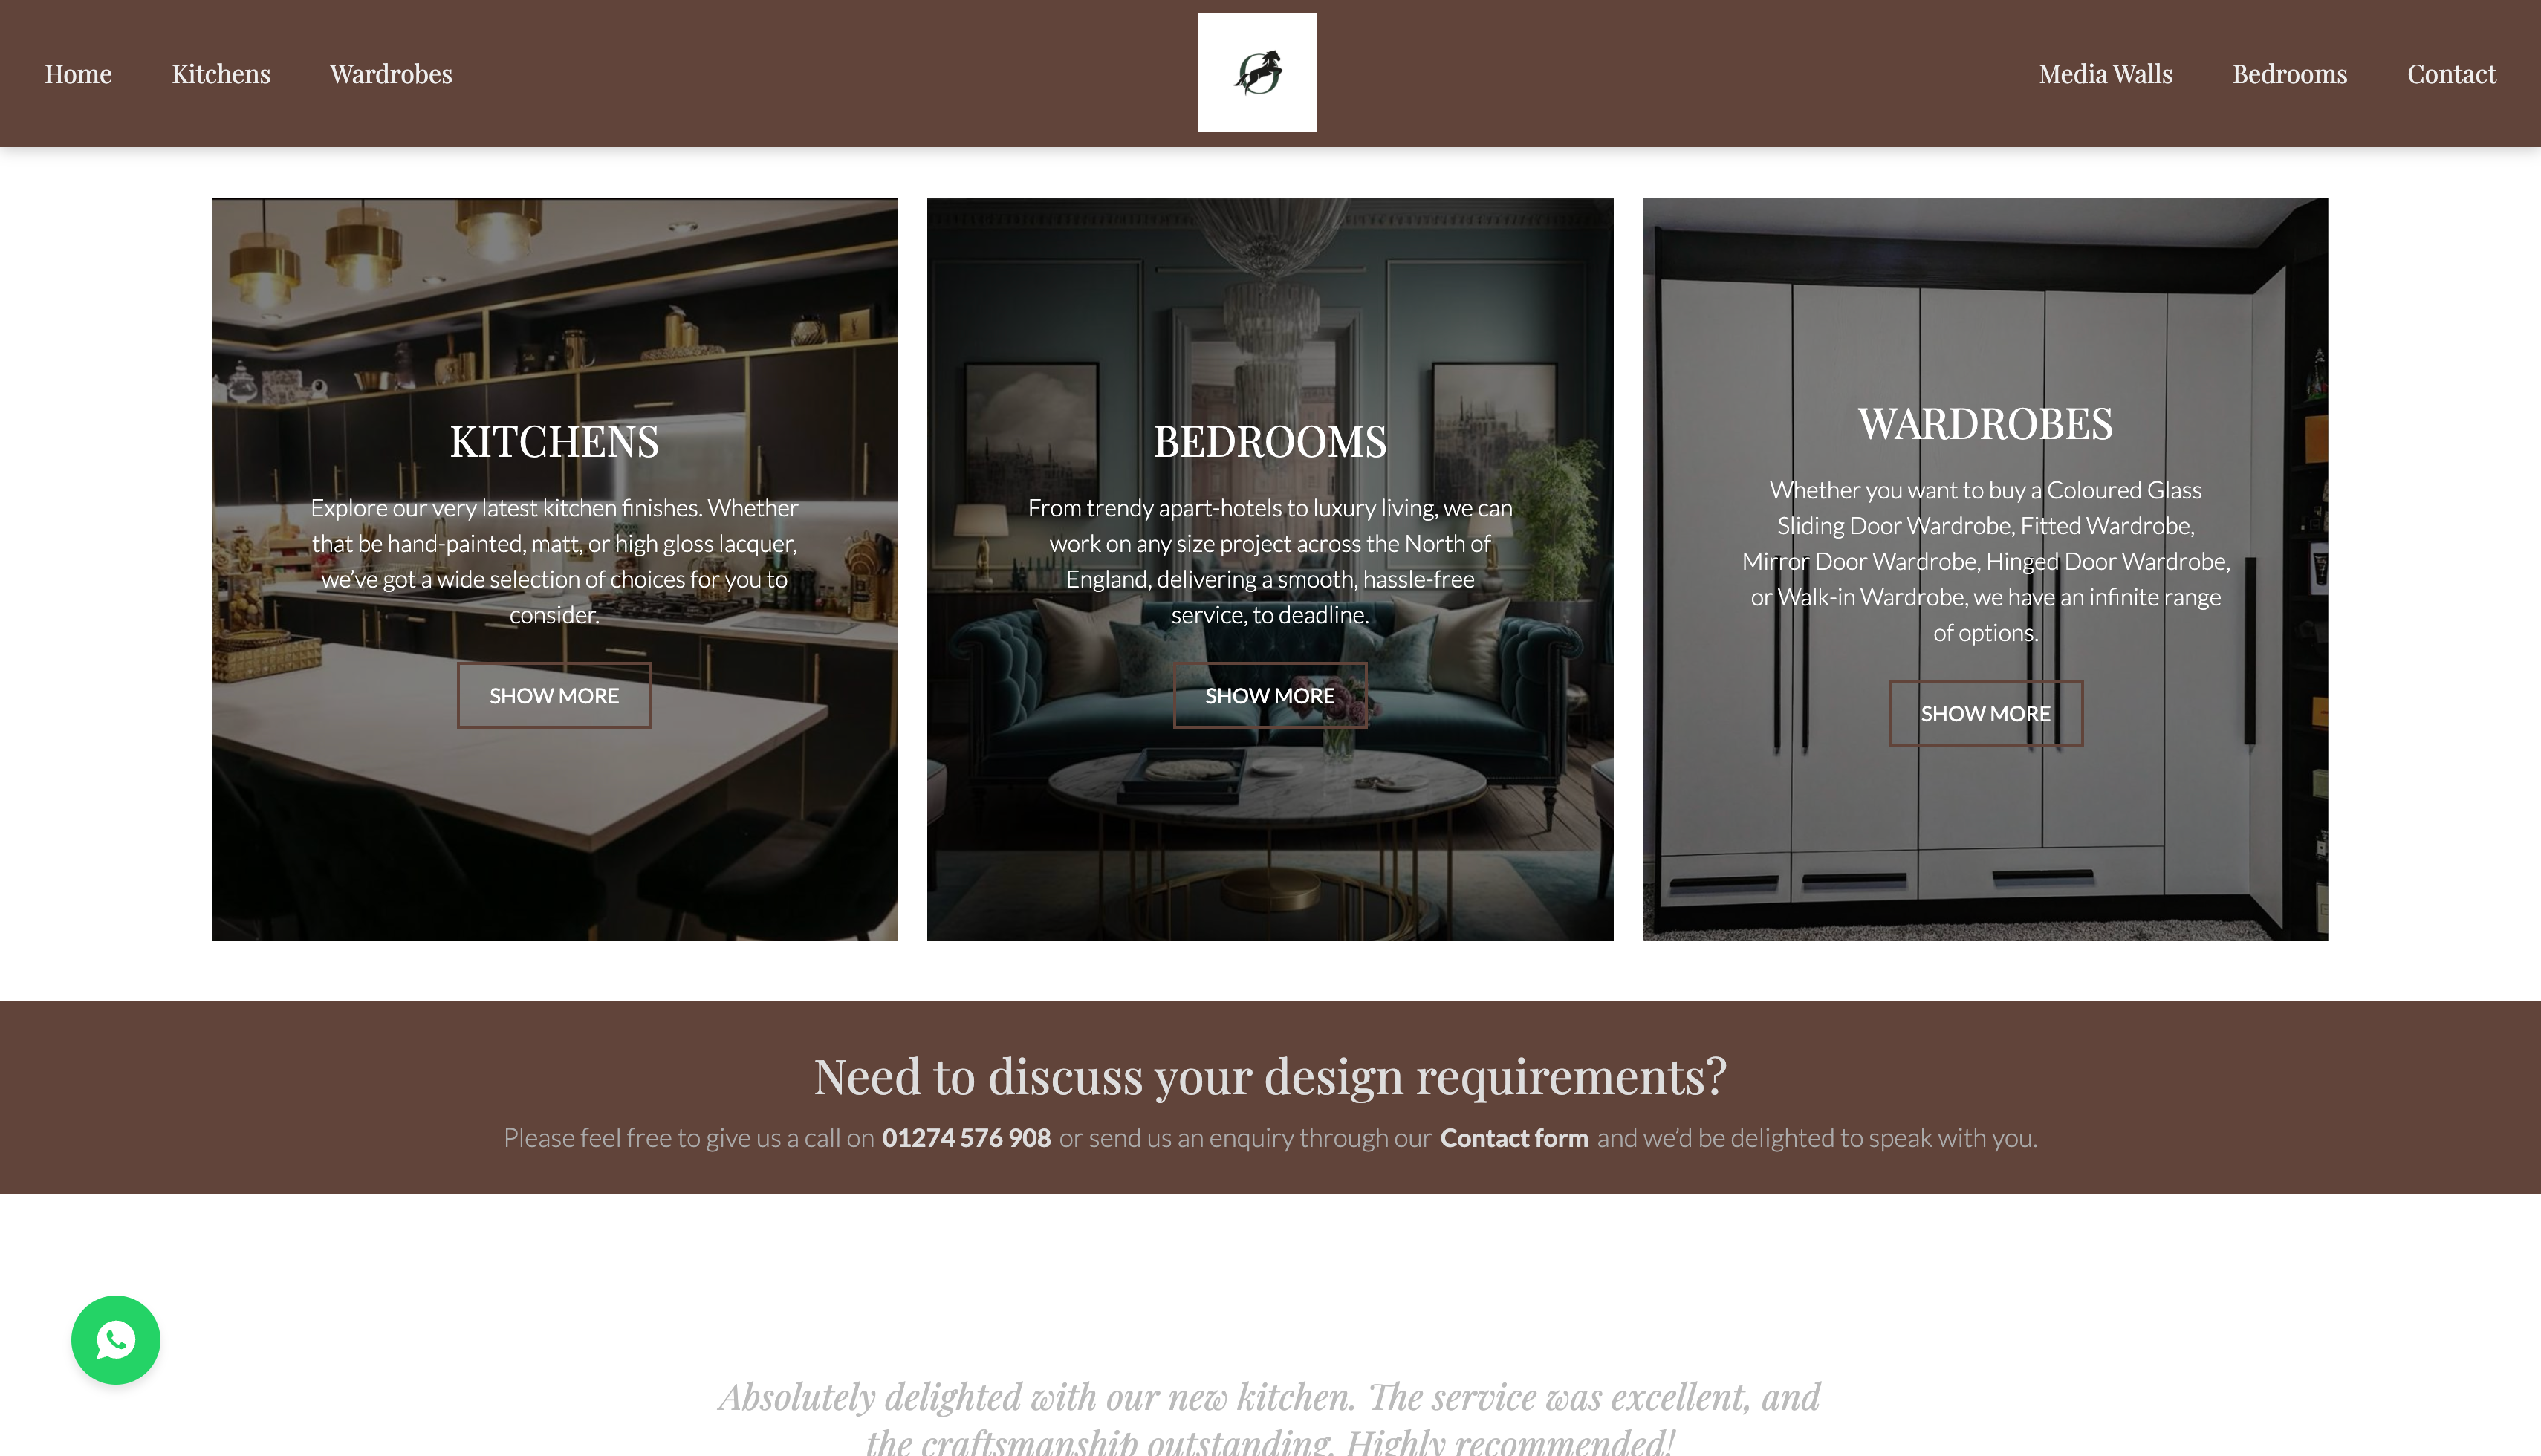 Home Kitchens Wardrobes Media Walls Bedrooms Contact
KITCHENS
Explore our very latest kitchen finishes. Whether
that be hand-painted, matt, or high gloss lacquer,
we’ve got a wide selection of choices for you to
consider.
SHOW MORE
BEDROOMS
From trendy apart-hotels to luxury living, we can
work on any size project across the North of
England, delivering a smooth, hassle-free
service, to deadline.
SHOW MORE
WARDROBES
Whether you want to buy a Coloured Glass
Sliding Door Wardrobe, Fitted Wardrobe,
Mirror Door Wardrobe, Hinged Door Wardrobe,
or Walk-in Wardrobe, we have an infinite range
of options.
SHOW MORE
Need to discuss your design requirements?
Please feel free to give us a call on 01274 576 908 or send us an enquiry through our Contact form and we’d be delighted to speak with you.
Absolutely delighted with our new kitchen. The service was excellent, and
the craftsmanship outstanding. Highly recommended!